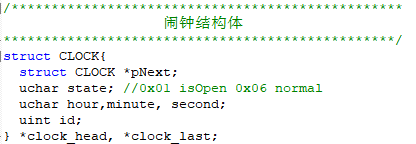 /************************************************
闹钟结构体
************************************************/
struct CLOCK{
struct CLOCK *pNext;
uchar state; //0x01 isOpen 0x06 normal
uchar hour,minute, second;
uint id;
} *clock_head, *clock_last;